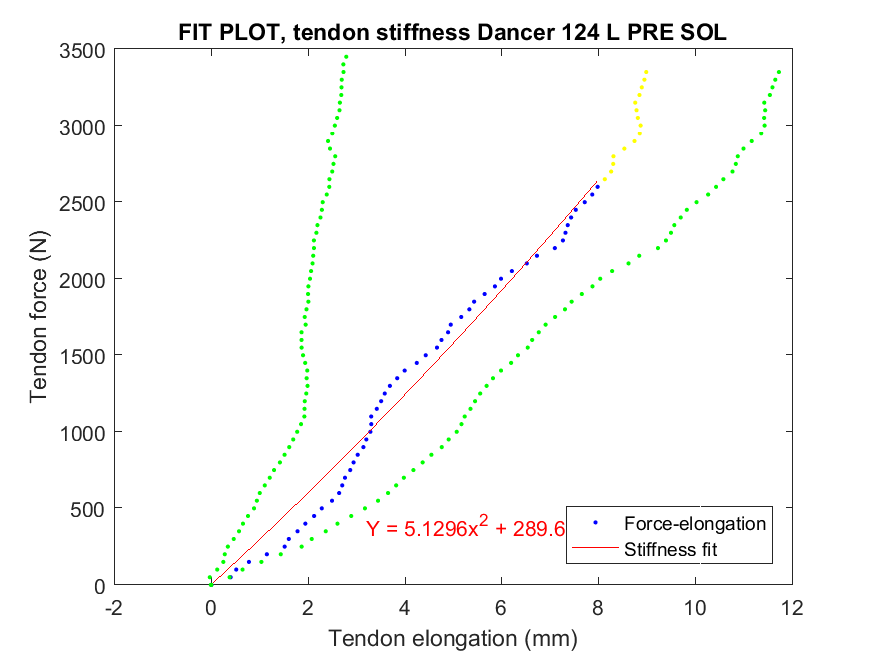 FIT PLOT, tendon stiffness Dancer 124 L PRE SOL
3500
3000
2500
2000
1500
1000
500
0
Tendon force (N)
Y = 5.1296x² + 289.6
Force-elongation
Stiffness fit
-2 0 2 4 6 8 10 12
Tendon elongation (mm)